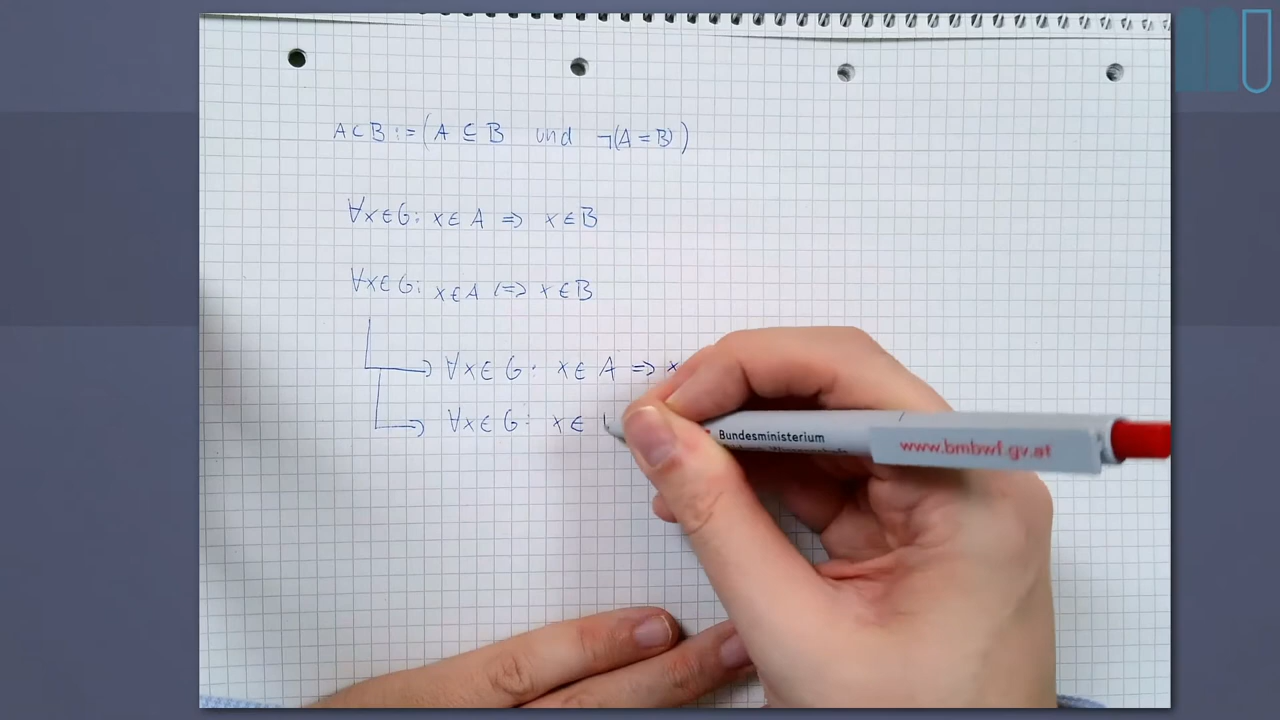 A ⊂ B := (A ⊆ B und ¬(A = B))
∀x∈G: x∈A ⇒ x∈B
∀x∈G: x∈A ⇔ x∈B
∀x∈G: x∈A ⇒ x
∀x∈G: x∈
Bundesministerium
www.bmbwf.gv.at